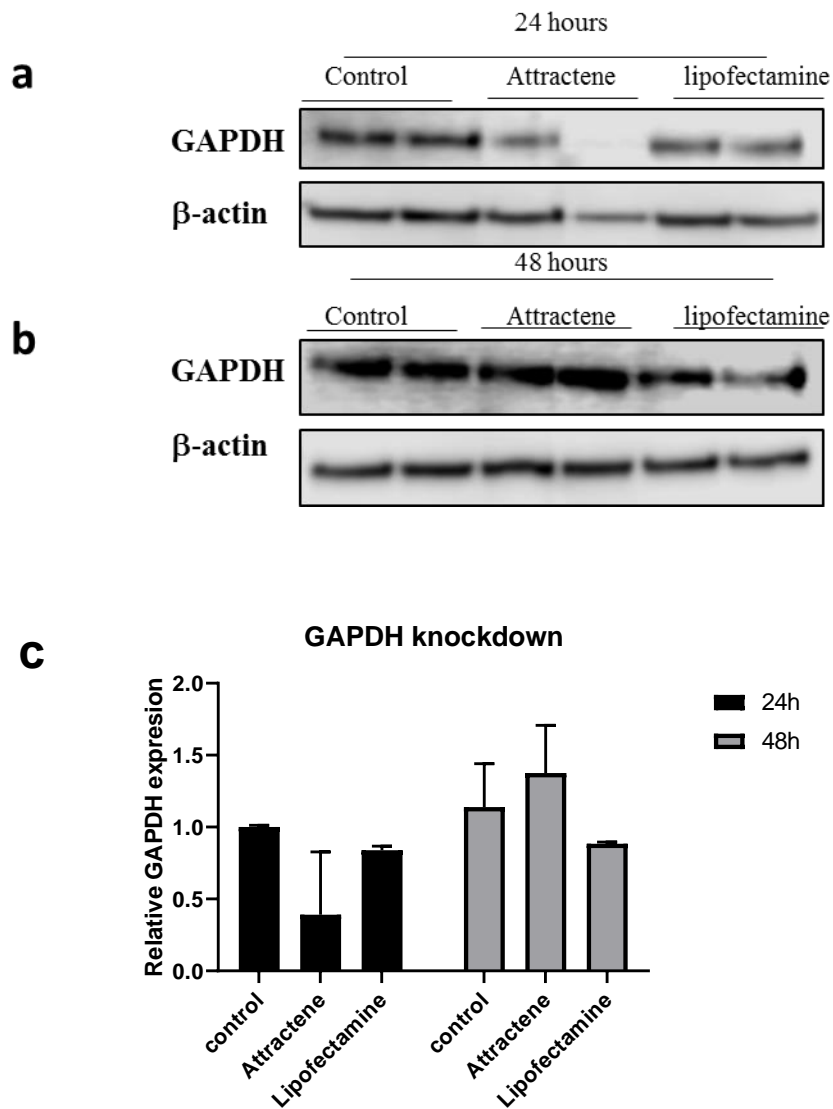 24 hours
a
Control Attractene lipofectamine
GAPDH
β-actin
48 hours
Control Attractene lipofectamine
b
GAPDH
β-actin
c
GAPDH knockdown
Relative GAPDH expresion
2.0
1.5
1.0
0.5
0.0
control
Attractene
Lipofectamine
control
Attractene
Lipofectamine
24h
48h